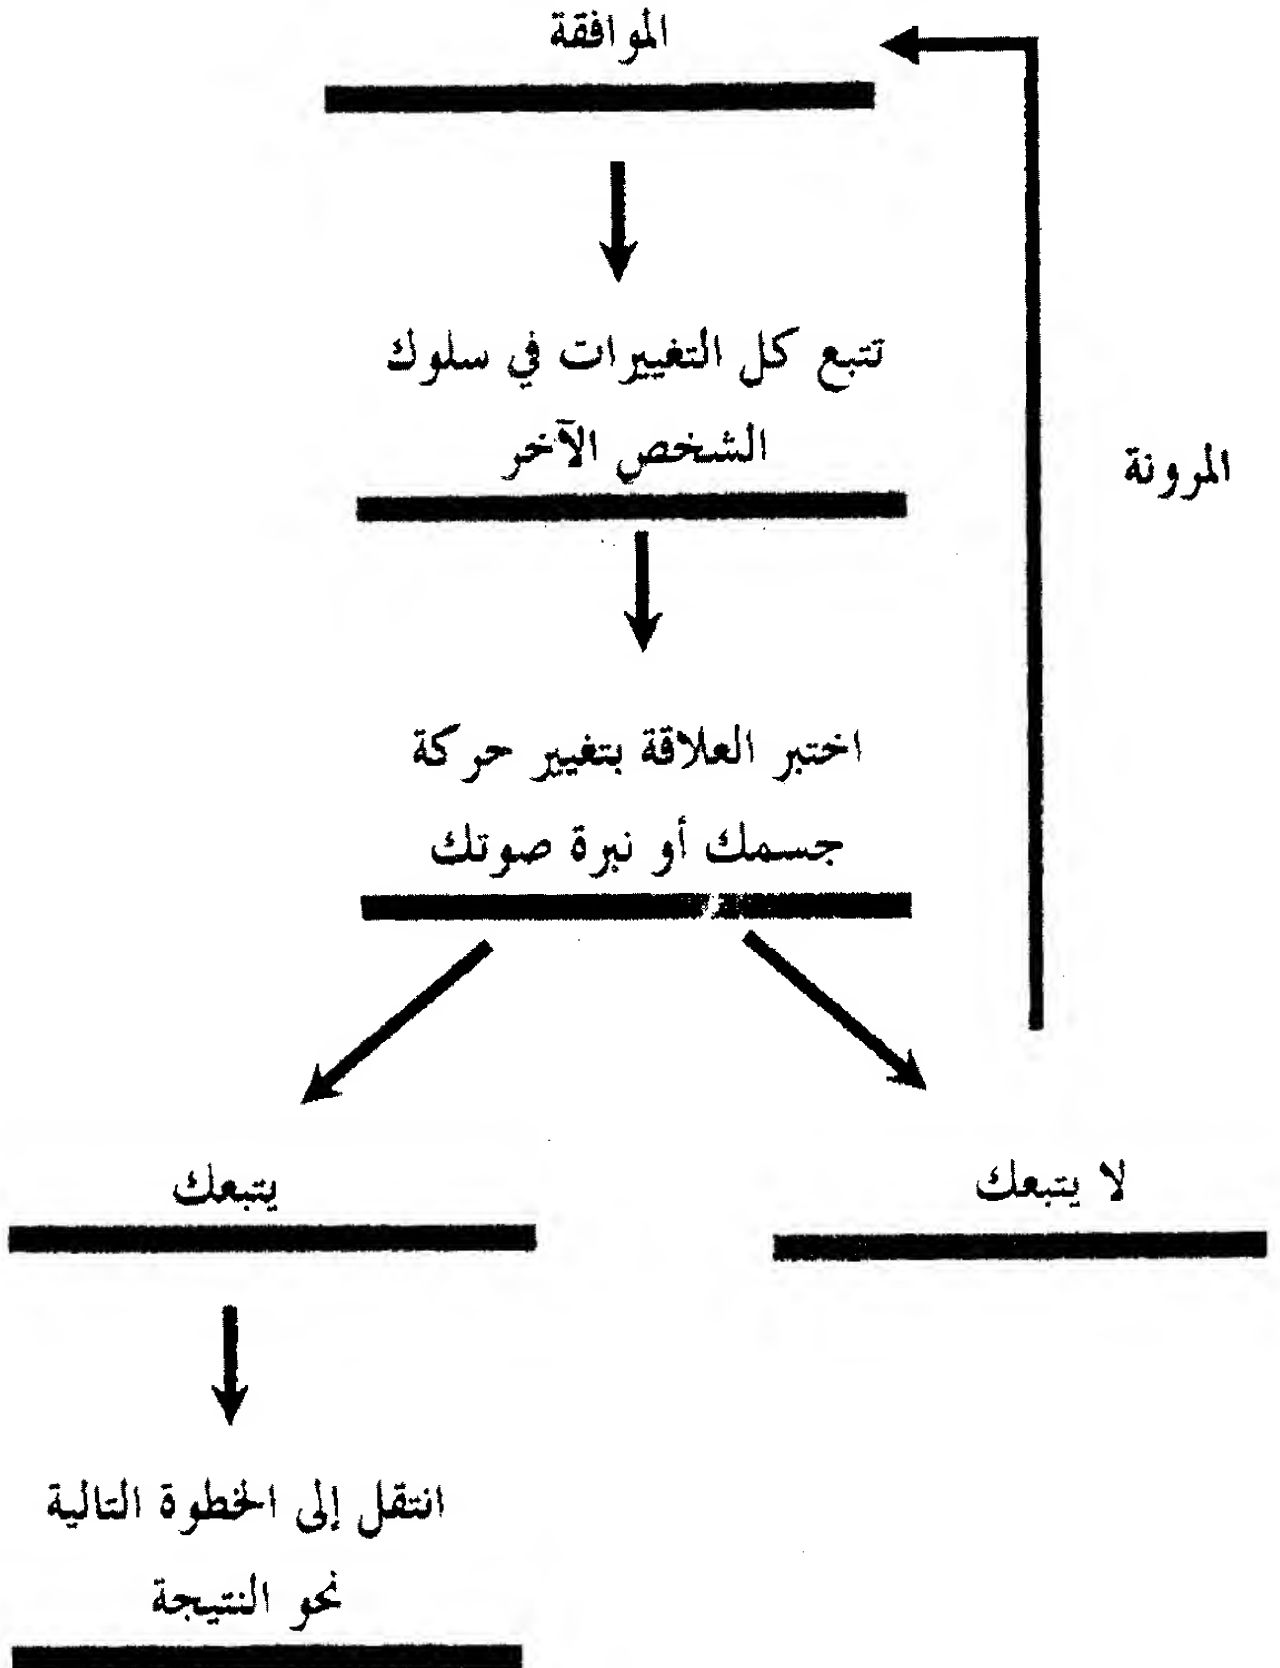 الموافقة
تتبع كل التغييرات في سلوك
الشخص الآخر
المرونة
اختبر العلاقة بتغيير حركة
جسمك أو نبرة صوتك
لا يتبعك
يتبعك
انتقل إلى الخطوة التالية
نحو النتيجة